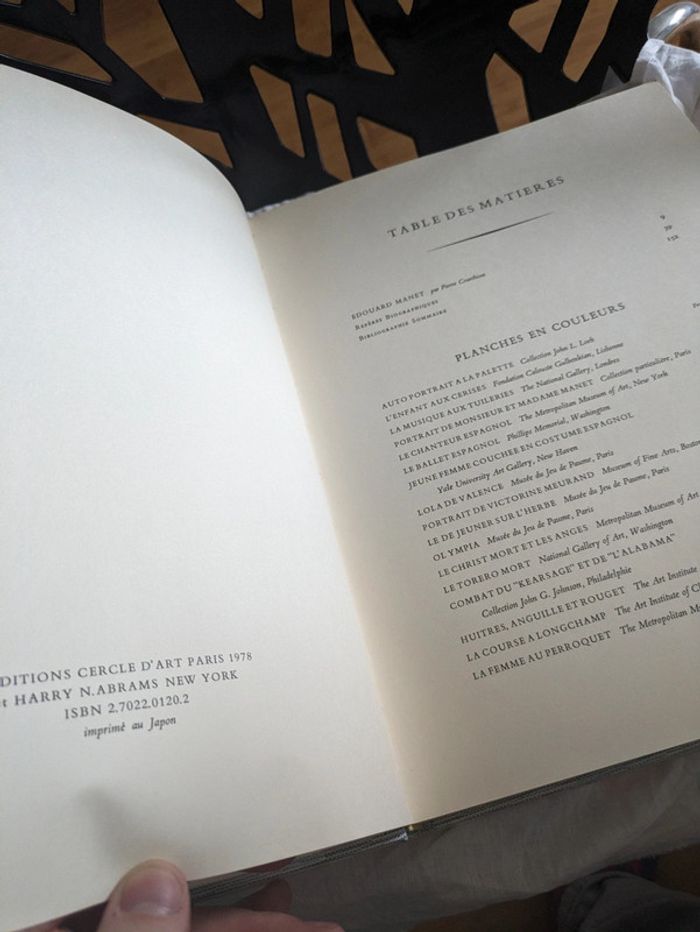 DITIONS CERCLE D'ART PARIS 1978
et HARRY N.ABRAMS NEW YORK
ISBN 2.7022.0120.2
imprimé au Japon
TABLE DES MATIERES
EDOUARD MANET par Pierre Courthion 9
REPÈRES BIOGRAPHIQUES
BIBLIOGRAPHIE SOMMAIRE 152
PLANCHES EN COULEURS
AUTOPORTRAIT A LA PALETTE Collection John L. Loeb
L'ENFANT AUX CERISES Fondation Calouste Gulbenkian, Lisbonne
LA MUSIQUE AUX TUILERIES The National Gallery, Londres
PORTRAIT DE MONSIEUR ET MADAME MANET Collection particulière, Paris
LE CHANTEUR ESPAGNOL The Metropolitan Museum of Art, New York
LE BALLET ESPAGNOL Phillips Memorial, Washington
JEUNE FEMME COUCHEE EN COSTUME ESPAGNOL
Yale University Art Gallery, New Haven
LOLA DE VALENCE Musée du Jeu de Paume, Paris
PORTRAIT DE VICTORINE MEURAND Museum of Fine Arts, Boston
LE DEJEUNER SUR L'HERBE Musée du Jeu de Paume, Paris
OLYMPIA Musée du Jeu de Paume, Paris
LE CHRIST MORT ET LES ANGES Metropolitan Museum of Art
LE TORERO MORT National Gallery of Art, Washington
COMBAT DU "KEARSAGE" ET DE "L'ALABAMA"
Collection John G. Johnson, Philadelphie
HUITRES, ANGUILLE ET ROUGET The Art Institute
LA COURSE A LONGCHAMP The Art Institute of C
LA FEMME AU PERROQUET The Metropolitan M